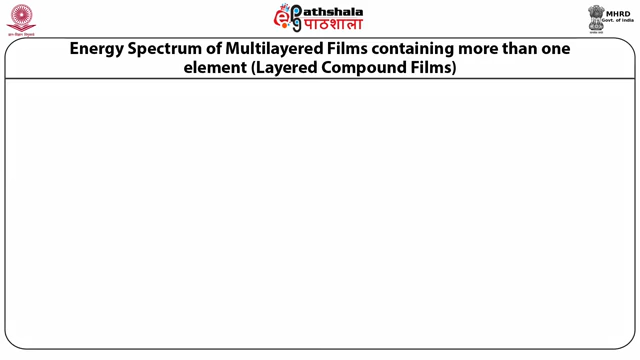 ePathshala
पाठशाला
MHRD
Govt. of India
Energy Spectrum of Multilayered Films containing more than one
element (Layered Compound Films)